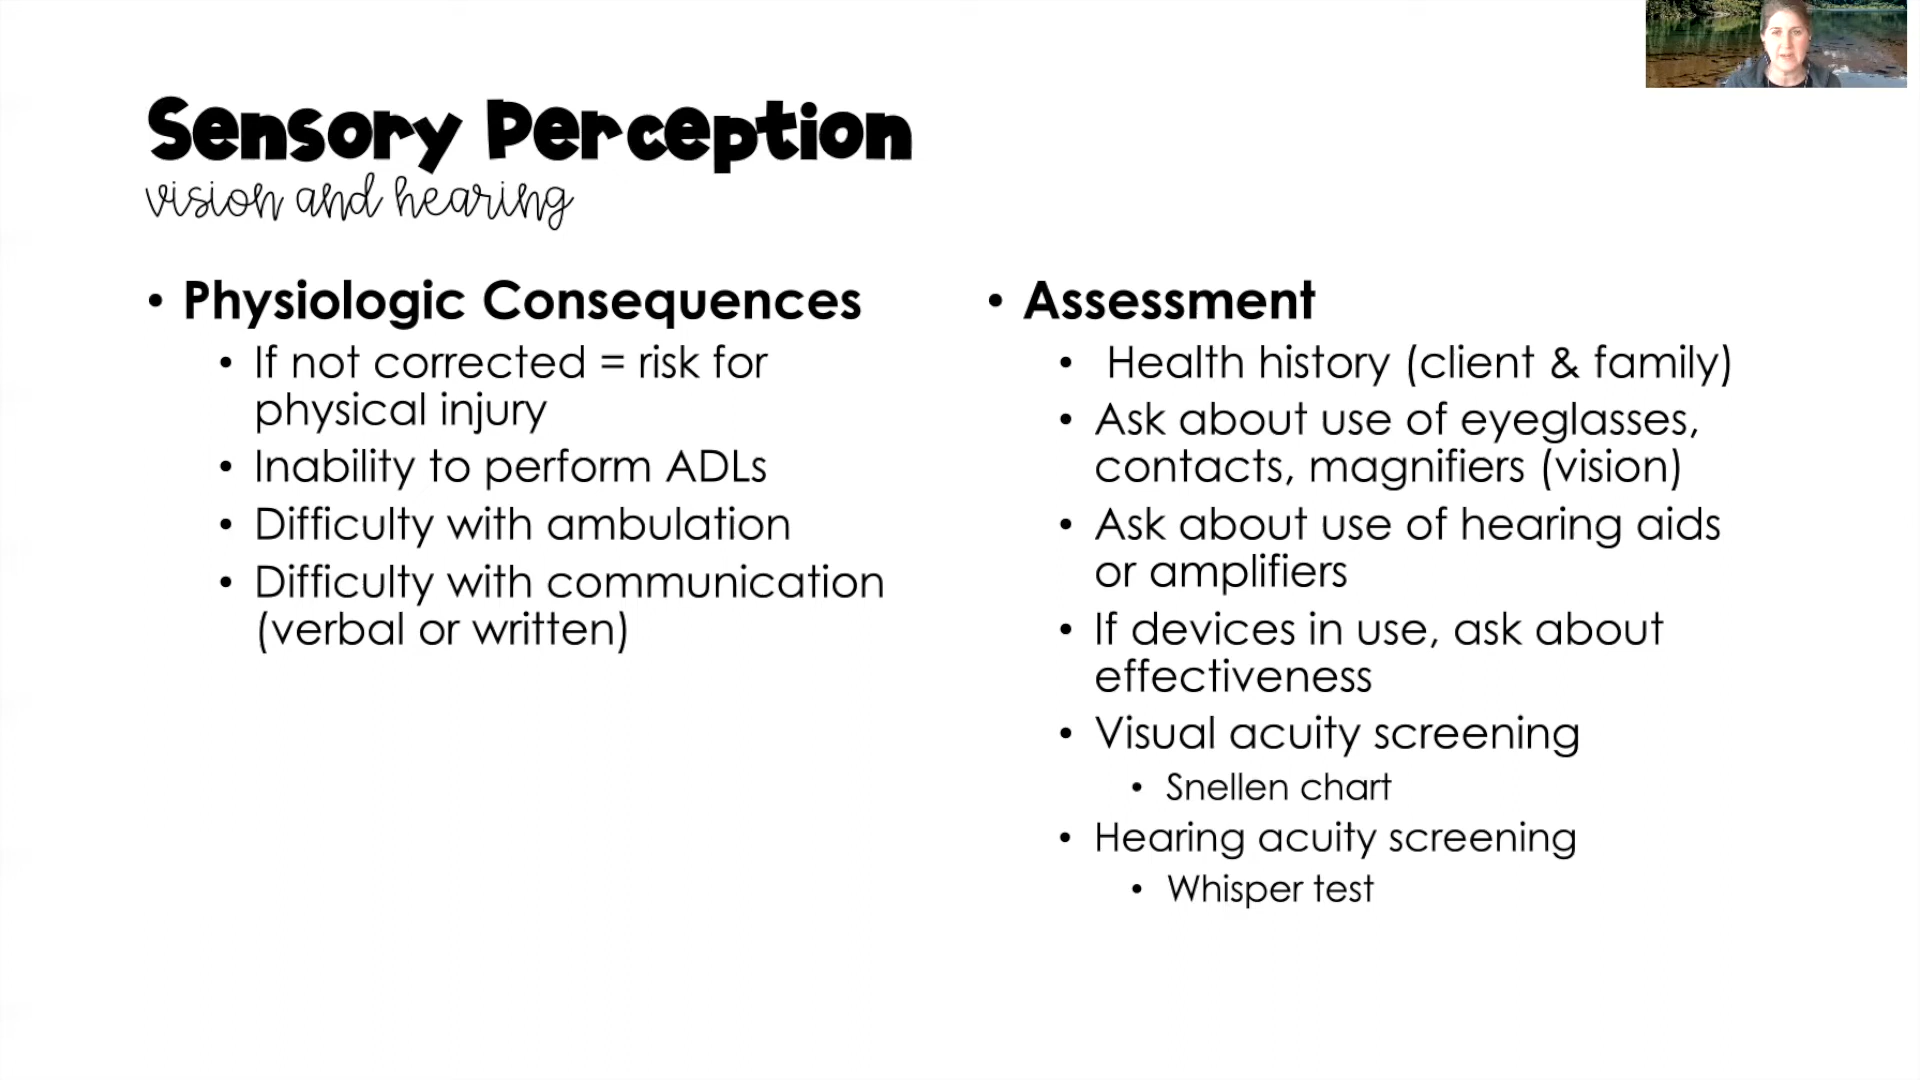 Sensory Perception
vision and hearing
• Physiologic Consequences
• If not corrected = risk for
physical injury
• Inability to perform ADLs
• Difficulty with ambulation
• Difficulty with communication
(verbal or written)
• Assessment
• Health history (client & family)
• Ask about use of eyeglasses,
contacts, magnifiers (vision)
• Ask about use of hearing aids
or amplifiers
• If devices in use, ask about
effectiveness
• Visual acuity screening
• Snellen chart
• Hearing acuity screening
• Whisper test